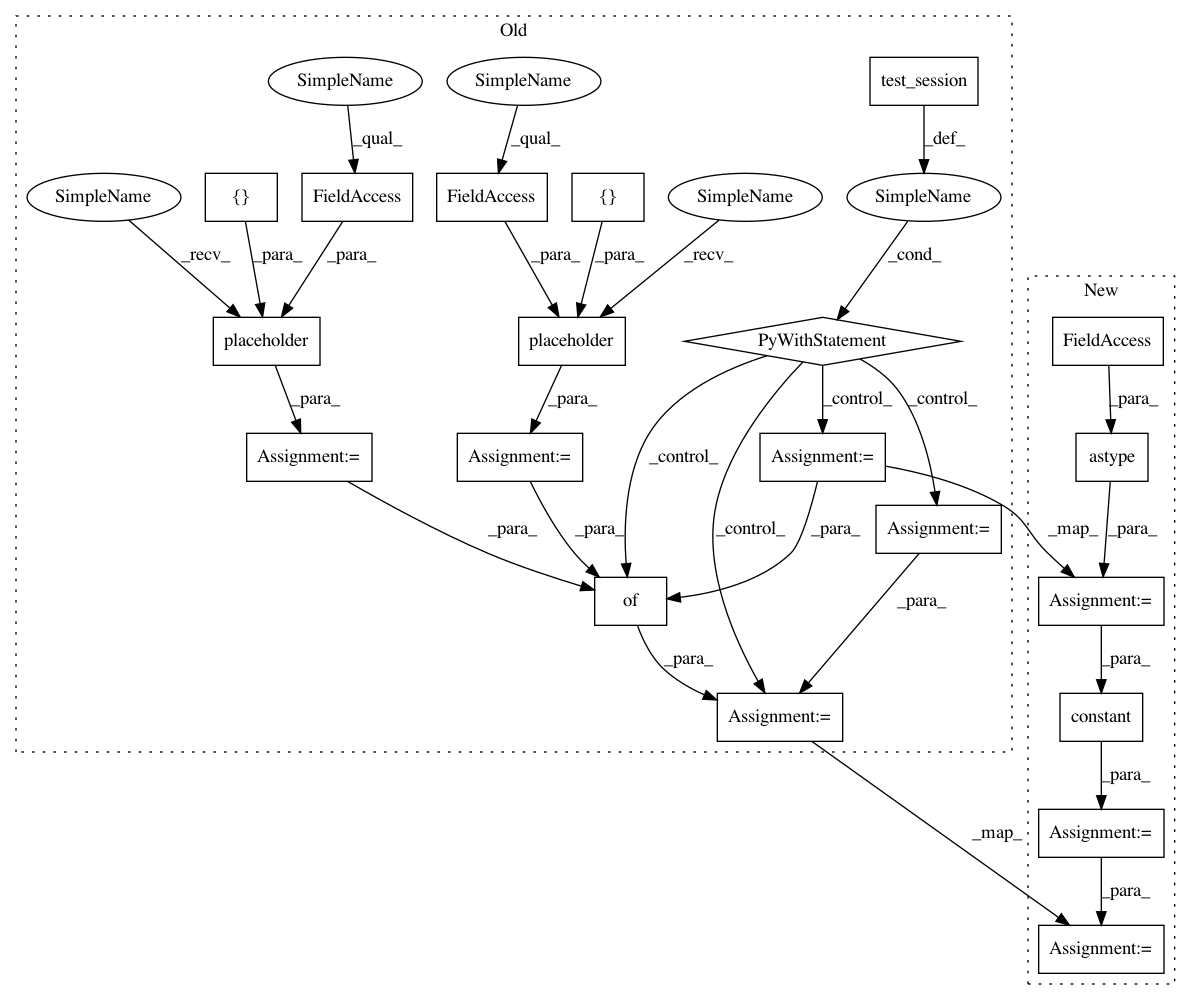 Old
SimpleName
SimpleName
test_session
_qual_
_qual_
_def_
SimpleName
{}
FieldAccess
FieldAccess
{}
SimpleName
SimpleName
_recv_
_para_
_para_
_para_
_para_
_recv_
_cond_
New
placeholder
placeholder
PyWithStatement
FieldAccess
_para_
_para_
_control_
_control_
_para_
Assignment:=
Assignment:=
_control_
Assignment:=
astype
_para_
_para_
_control_
_para_
Assignment:=
_map_
_para_
of
_para_
Assignment:=
_para_
_para_
Assignment:=
constant
_para_
_map_
Assignment:=
_para_
Assignment:=